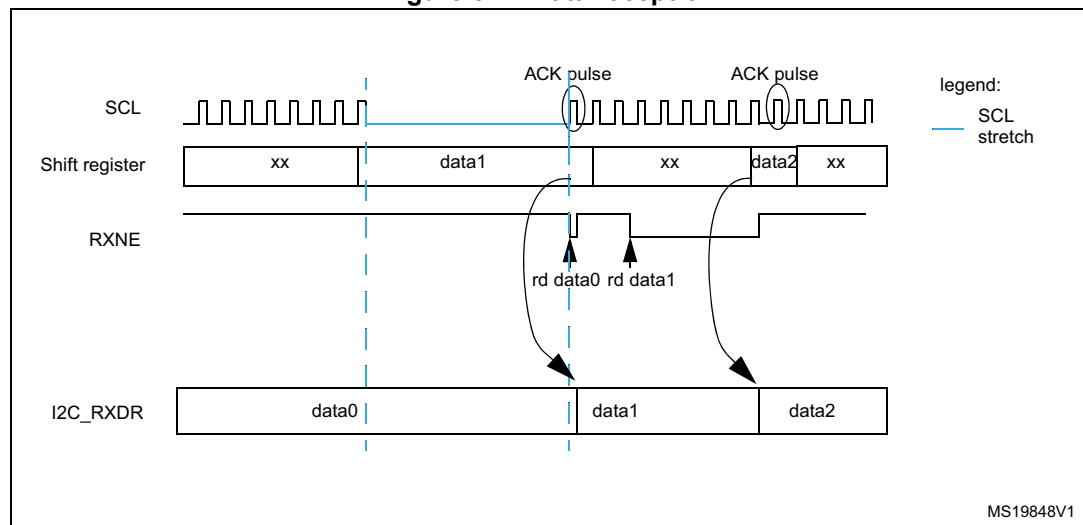 ACK pulse ACK pulse
legend:
SCL
SCL
stretch
Shift register xx data1 xx data2 xx
RXNE
rd data0 rd data1
I2C_RXDR data0 data1 data2
MS19848V1